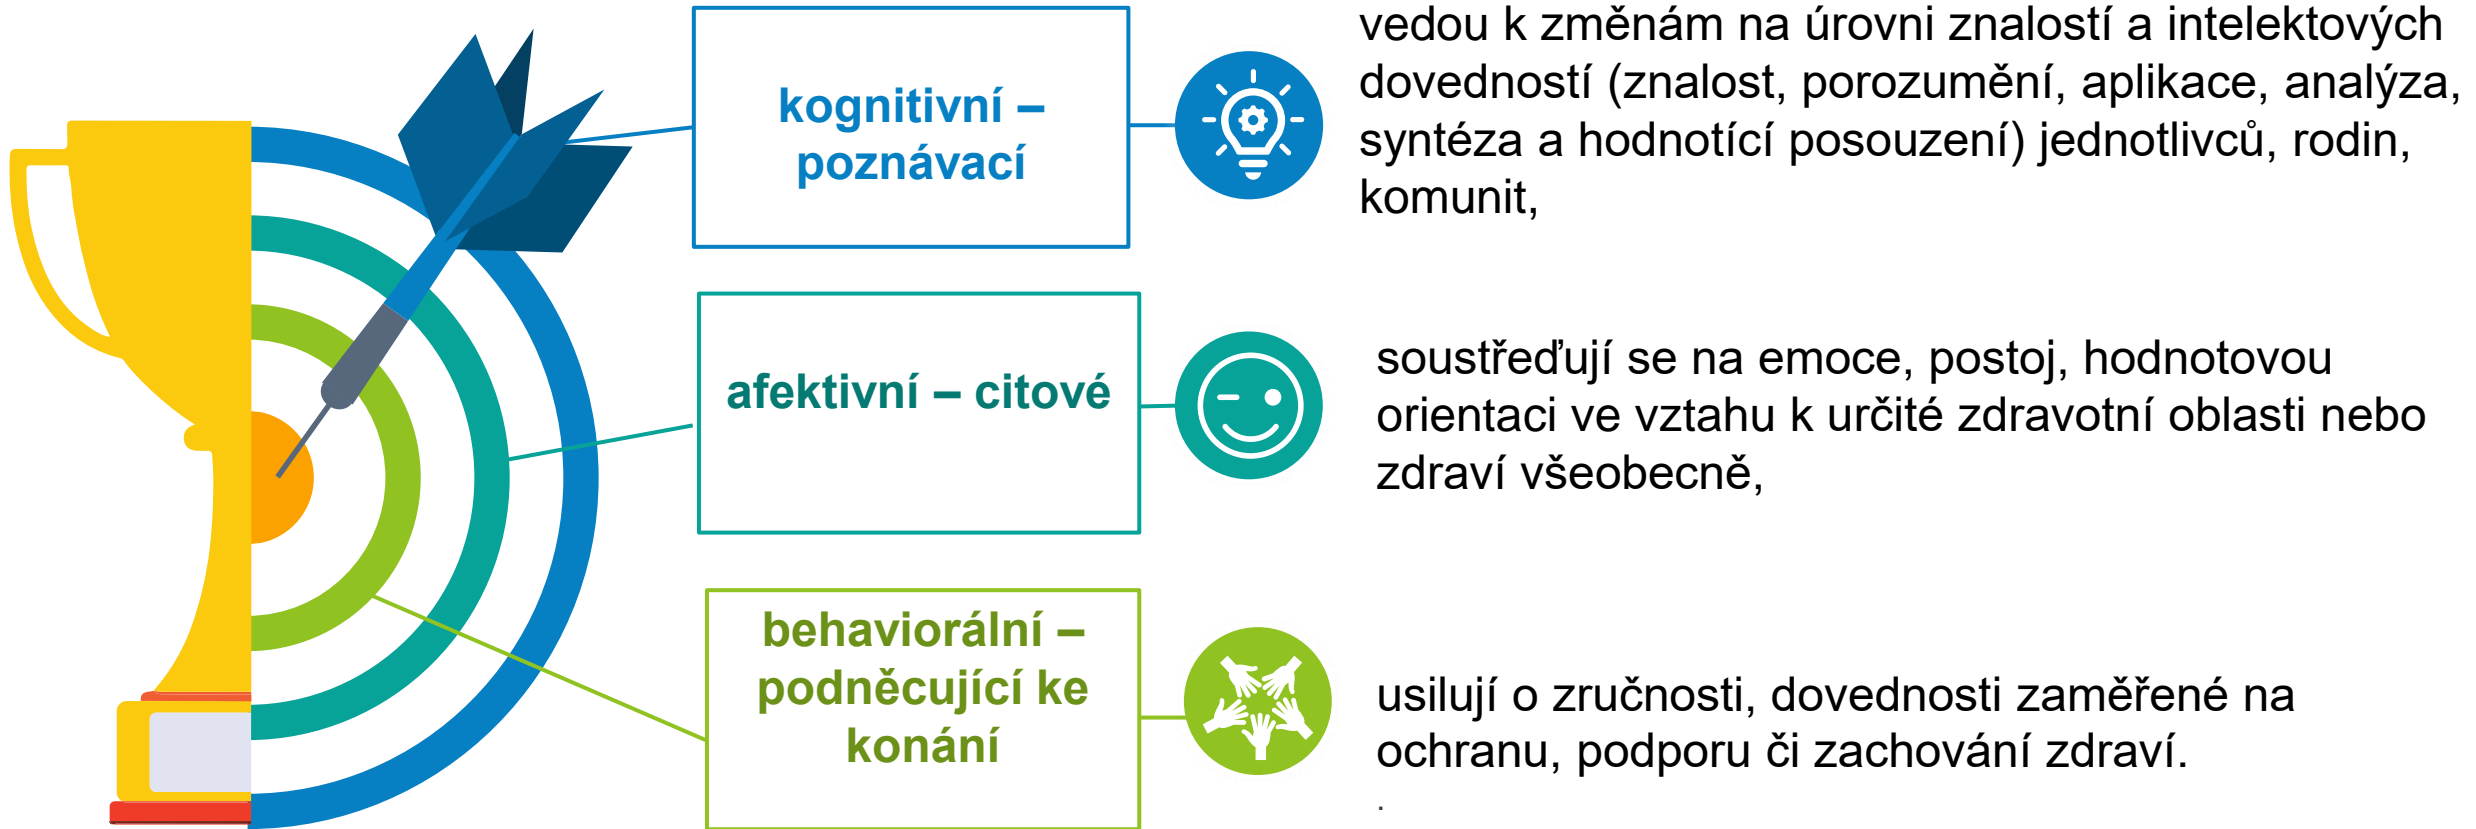 kognitivní –
poznávací
vedou k změnám na úrovni znalostí a intelektových
dovedností (znalost, porozumění, aplikace, analýza,
syntéza a hodnotící posouzení) jednotlivců, rodin,
komunit,
afektivní – citové
soustřeďují se na emoce, postoj, hodnotovou
orientaci ve vztahu k určité zdravotní oblasti nebo
zdraví všeobecně,
behaviorální –
podněcující ke
konání
usilují o zručnosti, dovednosti zaměřené na
ochranu, podporu či zachování zdraví.
.